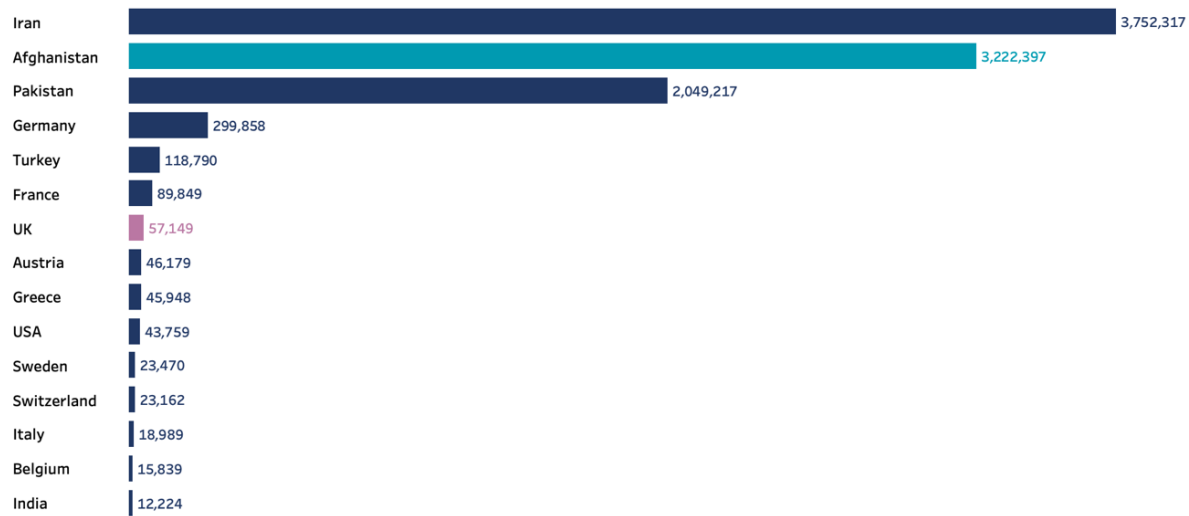 Iran 3,752,317
Afghanistan 3,222,397
Pakistan 2,049,217
Germany 299,858
Turkey 118,790
France 89,849
UK 57,149
Austria 46,179
Greece 45,948
USA 43,759
Sweden 23,470
Switzerland 23,162
Italy 18,989
Belgium 15,839
India 12,224